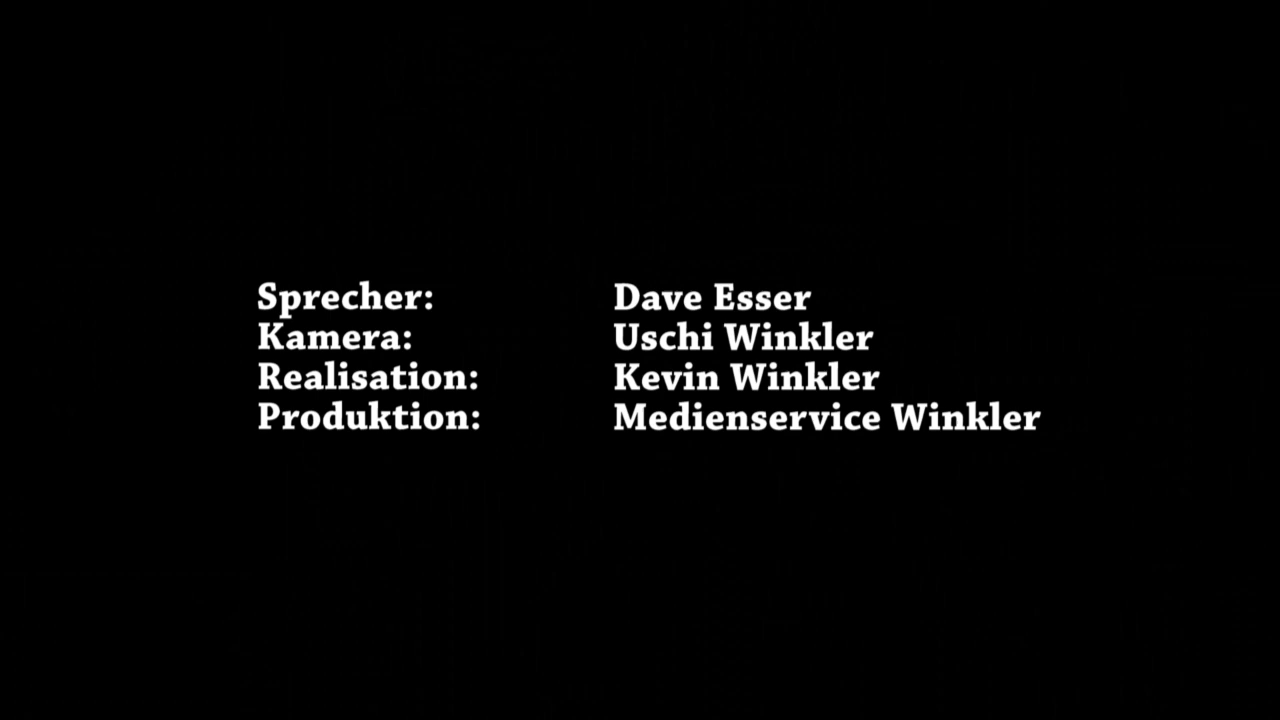 Sprecher: Dave Esser
Kamera: Uschi Winkler
Realisation: Kevin Winkler
Produktion: Medienservice Winkler